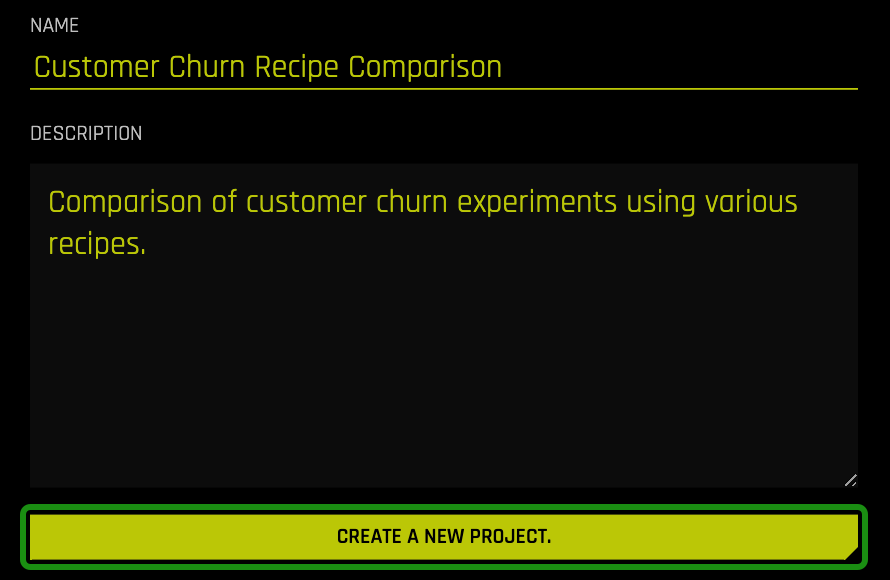 NAME
Customer Churn Recipe Comparison
DESCRIPTION
Comparison of customer churn experiments using various
recipes.
CREATE A NEW PROJECT.